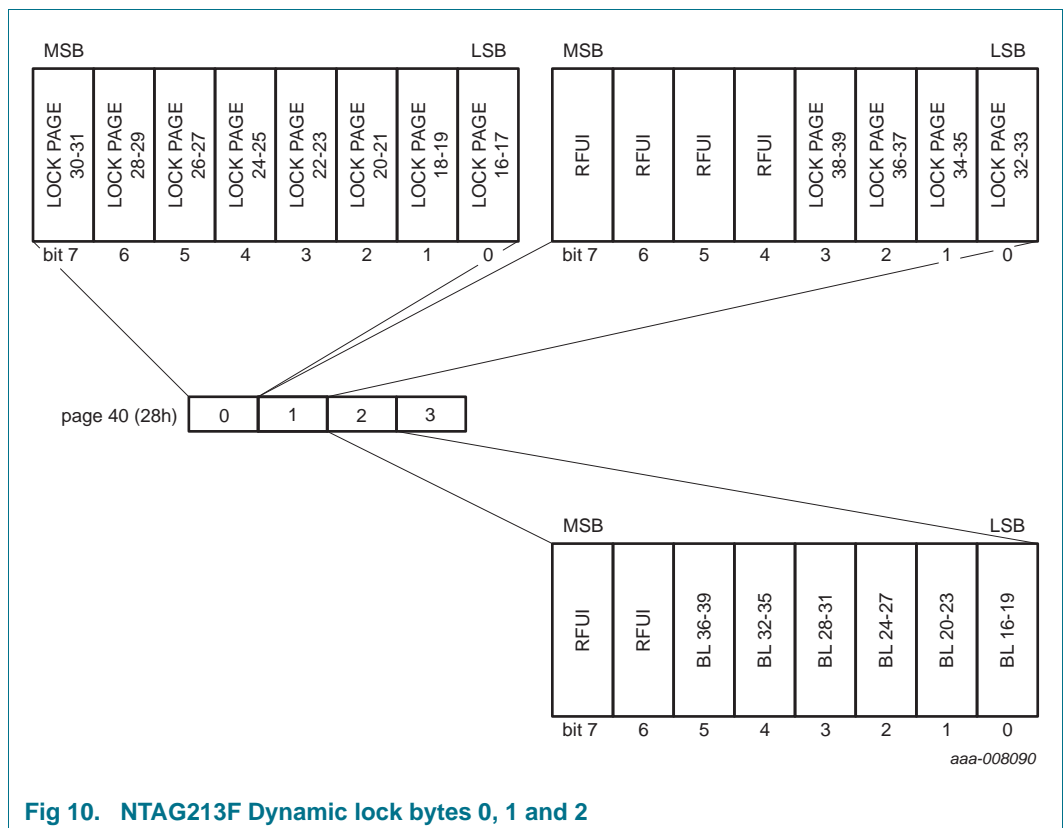 MSB LSB
LOCK PAGE 30-31
LOCK PAGE 28-29
LOCK PAGE 26-27
LOCK PAGE 24-25
LOCK PAGE 22-23
LOCK PAGE 20-21
LOCK PAGE 18-19
LOCK PAGE 16-17
bit 7 6 5 4 3 2 1 0
MSB LSB
RFUI
RFUI
RFUI
RFUI
LOCK PAGE 38-39
LOCK PAGE 36-37
LOCK PAGE 34-35
LOCK PAGE 32-33
bit 7 6 5 4 3 2 1 0
page 40 (28h) 0 1 2 3
MSB LSB
RFUI
RFUI
BL 36-39
BL 32-35
BL 28-31
BL 24-27
BL 20-23
BL 16-19
bit 7 6 5 4 3 2 1 0
aaa-008090
Fig 10. NTAG213F Dynamic lock bytes 0, 1 and 2